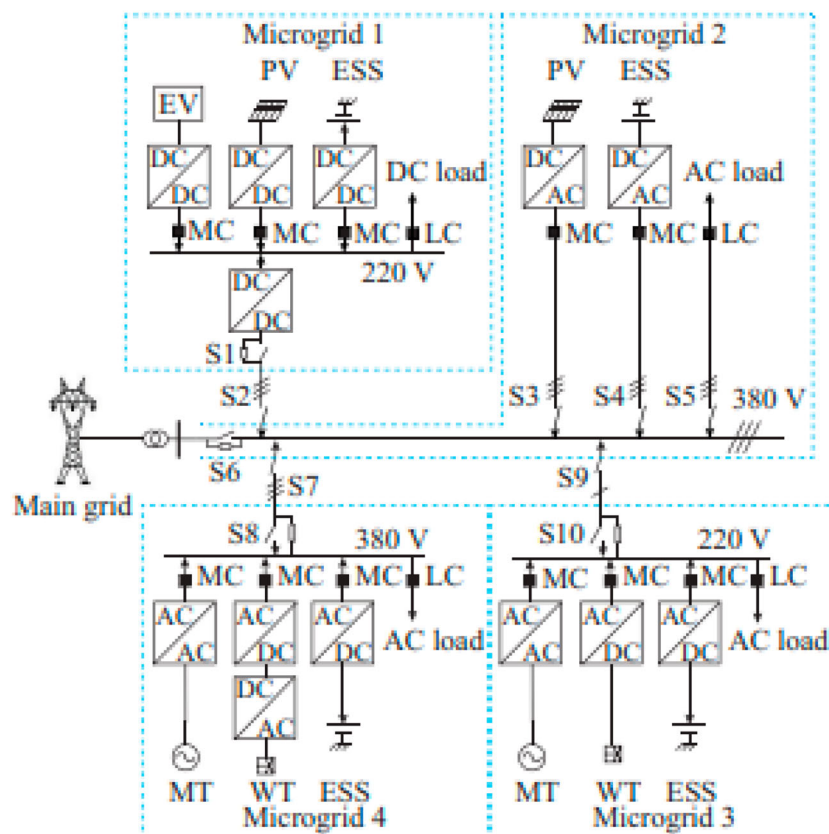 Microgrid 1
Microgrid 2
PV ESS
PV ESS
EV
DC DC
DC DC
DC DC
DC load
DC AC
DC AC
AC load
MC MC MC LC
MC MC LC
220 V
DC DC
S1
S2
S3 S4 S5 380 V
S6
S7
S9
Main grid
S8 380 V
S10 220 V
MC MC MC LC
MC MC MC LC
AC AC
AC DC
AC DC
AC load
AC AC
AC DC
AC DC
AC load
DC AC
MT WT ESS
MT WT ESS
Microgrid 4
Microgrid 3